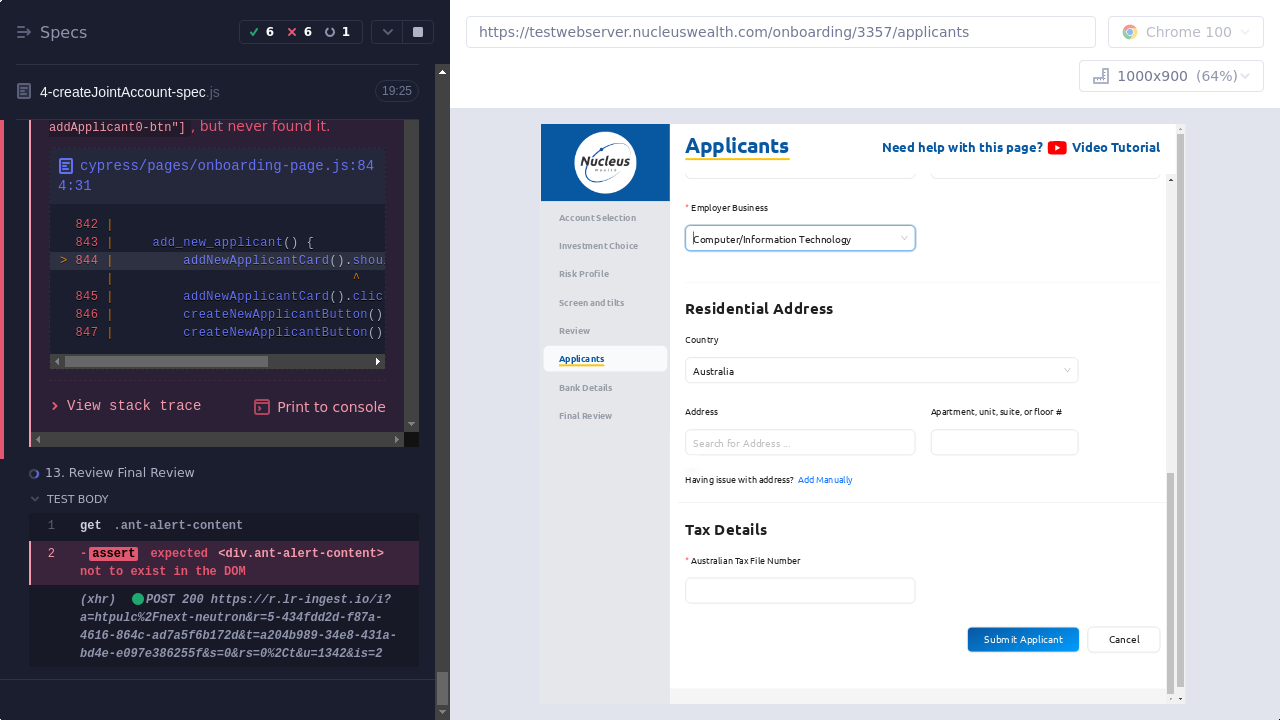 Specs
6
6
1
https://testwebserver.nucleuswealth.com/onboarding/3357/applicants
Chrome 100
1000x900 (64%)
4-createJointAccount-spec.js
19:25
addApplicant0-btn"] , but never found it.
cypress/pages/onboarding-page.js:84
4:31
842 |
843 | add_new_applicant() {
> 844 | addNewApplicantCard().shou
| ^
845 | addNewApplicantCard().clic
846 | createNewApplicantButton()
847 | createNewApplicantButton()
View stack trace
Print to console
13. Review Final Review
TEST BODY
1 get .ant-alert-content
2 -assert expected <div.ant-alert-content>
not to exist in the DOM
(xhr) POST 200 https://r.lr-ingest.io/i?
a=htpulc%2Fnext-neutron&r=5-434fdd2d-f87a-
4616-864c-ad7a5f6b172d&t=a204b989-34e8-431a-
bd4e-e097e386255f&s=0&rs=0%2Ct&u=1342&is=2
Nucleus
Wealth
Account Selection
Investment Choice
Risk Profile
Screen and tilts
Review
Applicants
Bank Details
Final Review
Applicants
Need help with this page? Video Tutorial
* Employer Business
Computer/Information Technology
Residential Address
Country
Australia
Address
Apartment, unit, suite, or floor #
Search for Address ...
Having issue with address? Add Manually
Tax Details
* Australian Tax File Number
Submit Applicant
Cancel